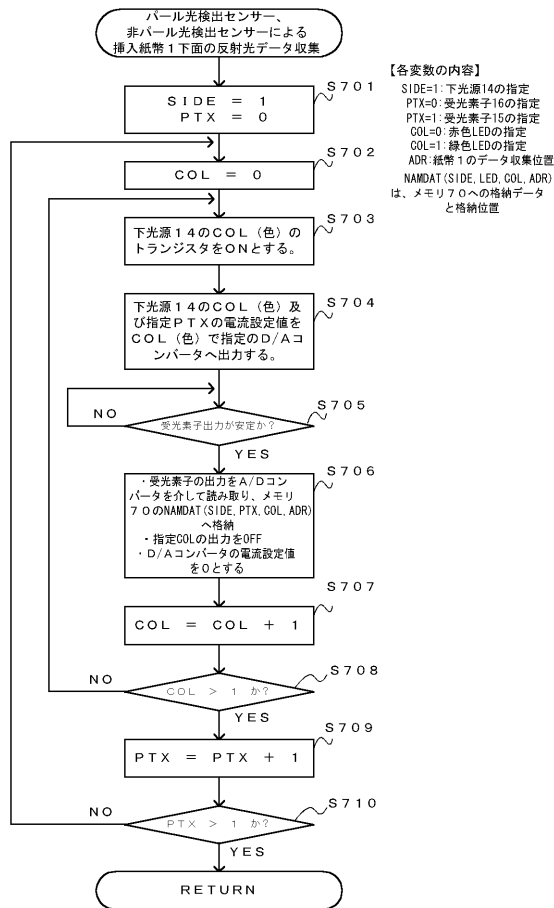 パール光検出センサー、
非パール光検出センサーによる
挿入紙幣1下面の反射光データ収集
S701
SIDE = 1
PTX = 0
S702
COL = 0
S703
下光源14のCOL(色)の
トランジスタをONとする。
S704
下光源14のCOL(色)及
び指定PTXの電流設定値を
COL(色)で指定のD/Aコ
ンバータへ出力する。
S705
受光素子出力が安定か?
NO
YES
S706
・受光素子の出力をA/Dコン
バータを介して読み取り、メモリ
70のNAMDAT(SIDE,PTX,COL,ADR)
へ格納
・指定COLの出力をOFF
・D/Aコンバータの電流設定値
を0とする
S707
COL = COL + 1
S708
COL > 1 か?
NO
YES
S709
PTX = PTX + 1
S710
PTX > 1 か?
NO
YES
RETURN
【各変数の内容】
SIDE=1:下光源14の指定
PTX=0:受光素子16の指定
PTX=1:受光素子15の指定
COL=0:赤色LEDの指定
COL=1:緑色LEDの指定
ADR:紙幣1のデータ収集位置
NAMDAT(SIDE,LED,COL,ADR)
は、メモリ70への格納データ
と格納位置